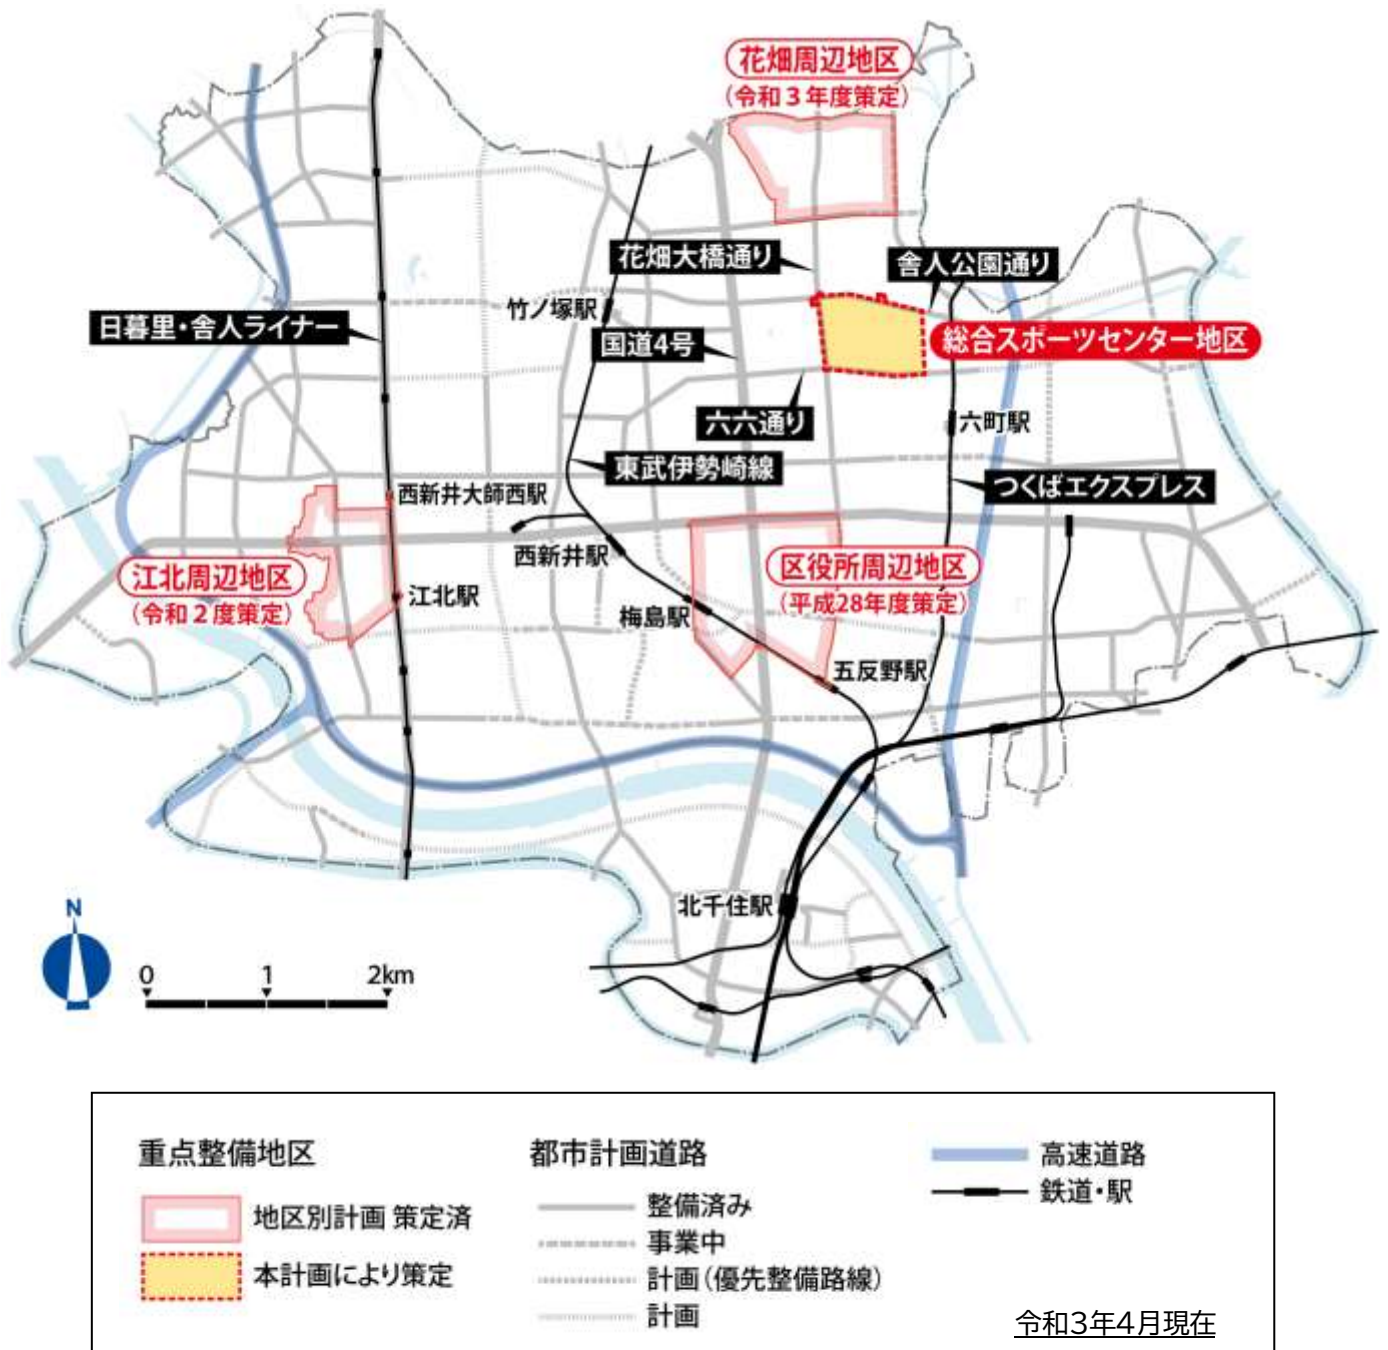 花畑周辺地区
(令和3年度策定)
花畑大橋通り
舎人公園通り
竹ノ塚駅
日暮里・舎人ライナー
国道4号
総合スポーツセンター地区
六六通り
六町駅
東武伊勢崎線
つくばエクスプレス
西新井大師西駅
西新井駅
江北周辺地区
(令和2度策定)
江北駅
区役所周辺地区
(平成28年度策定)
梅島駅
五反野駅
北千住駅
N
0 1 2km
重点整備地区
地区別計画 策定済
本計画により策定
都市計画道路
整備済み
事業中
計画(優先整備路線)
計画
高速道路
鉄道・駅
令和3年4月現在